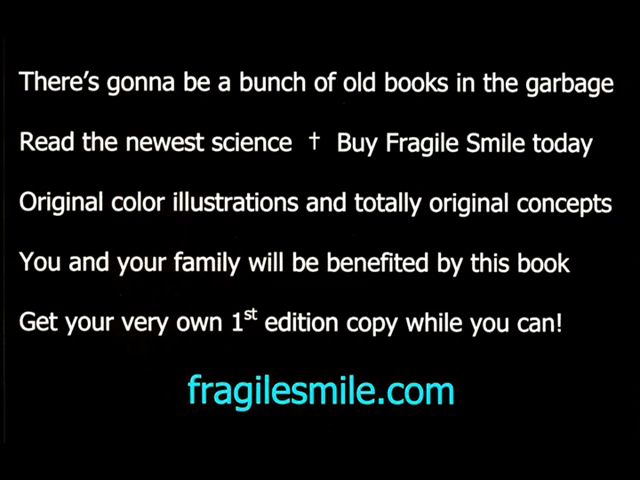 There's gonna be a bunch of old books in the garbage
Read the newest science † Buy Fragile Smile today
Original color illustrations and totally original concepts
You and your family will be benefited by this book
Get your very own 1st edition copy while you can!
fragilesmile.com